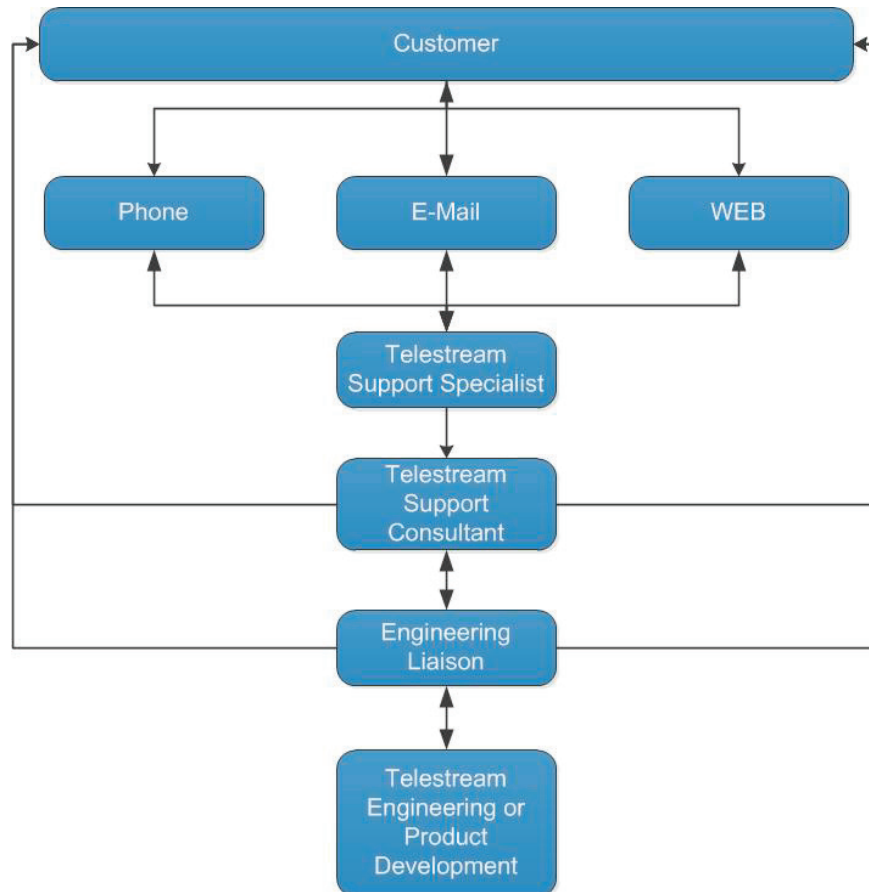 Customer
Phone
E-Mail
WEB
Telestream
Support Specialist
Telestream
Support
Consultant
Engineering
Liaison
Telestream
Engineering or
Product
Development